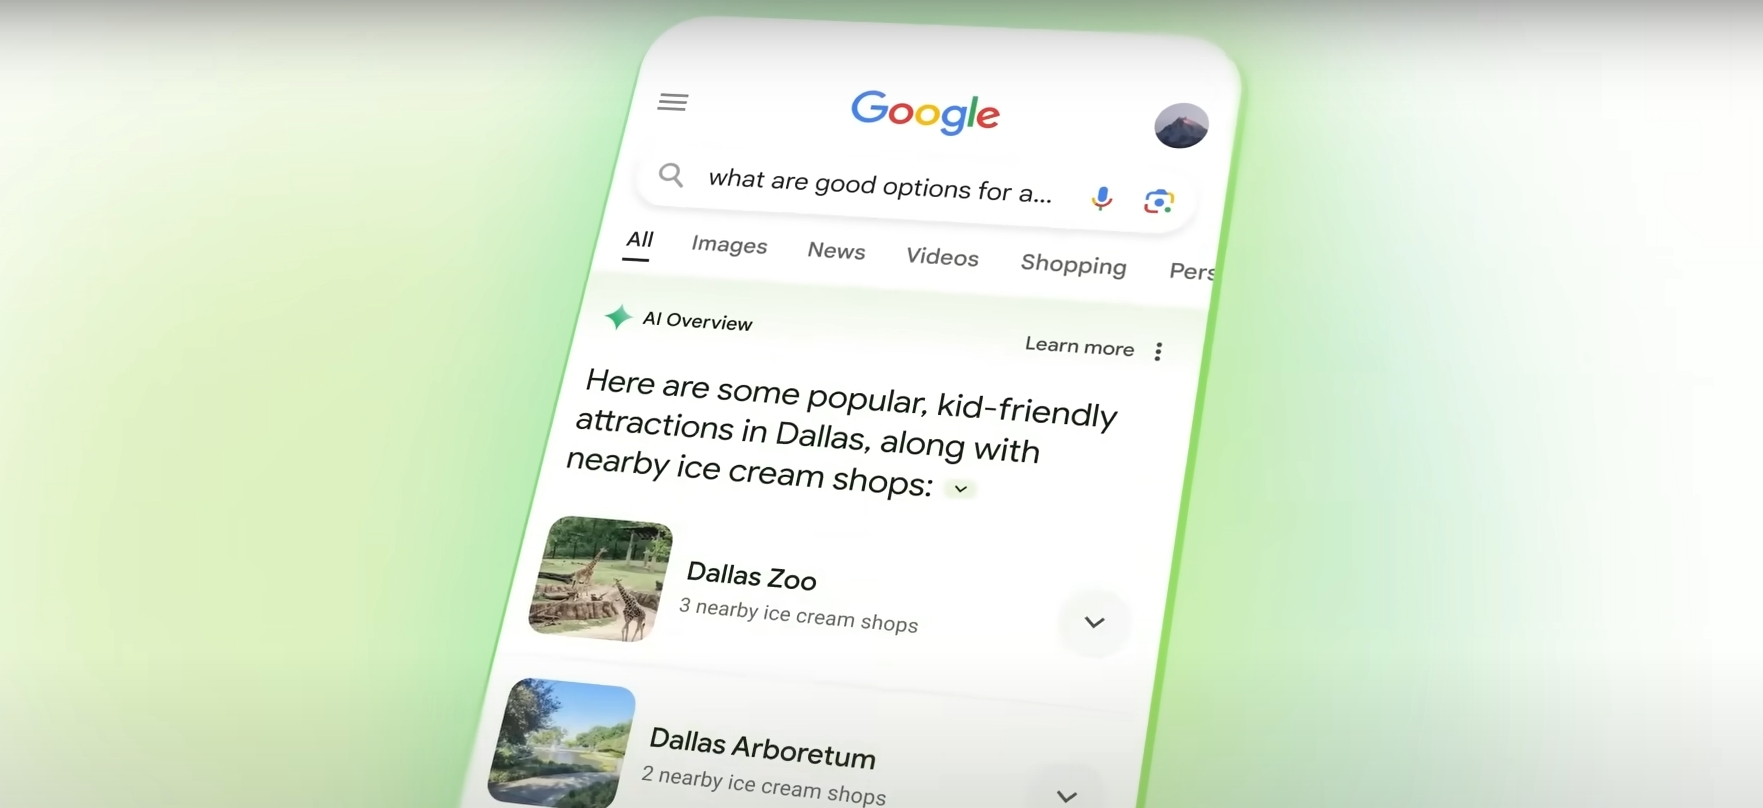 Google
what are good options for a...
All Images News Videos Shopping Pers
AI Overview
Learn more
Here are some popular, kid-friendly
attractions in Dallas, along with
nearby ice cream shops:
Dallas Zoo
3 nearby ice cream shops
Dallas Arboretum
2 nearby ice cream shops